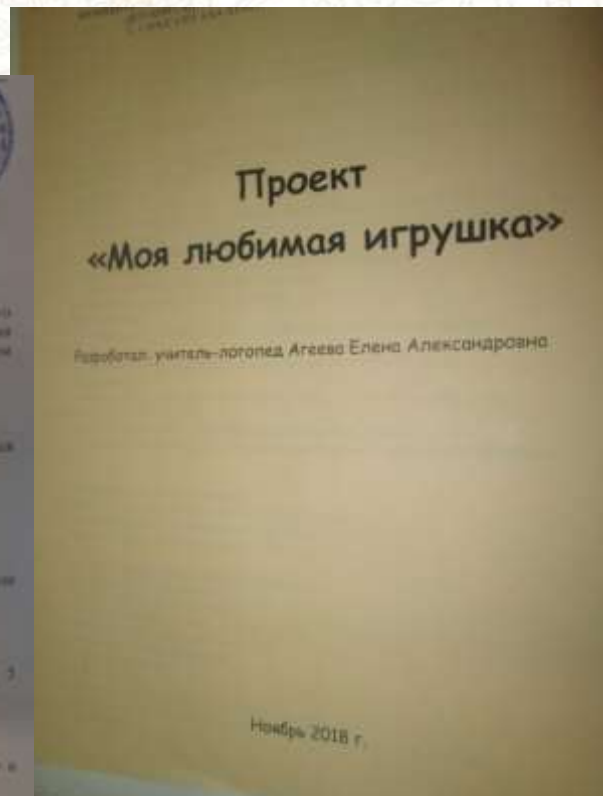 Проект
«Моя любимая игрушка»
Разработал: учитель-логопед Агеева Елена Александровна
Ноябрь 2018 г.